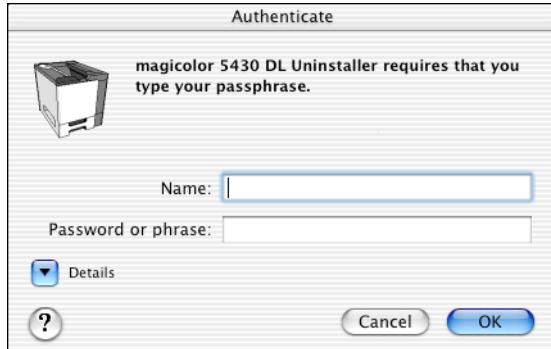 Authenticate
magicolor 5430 DL Uninstaller requires that you
type your passphrase.
Name:
Password or phrase:
Details
?
Cancel
OK